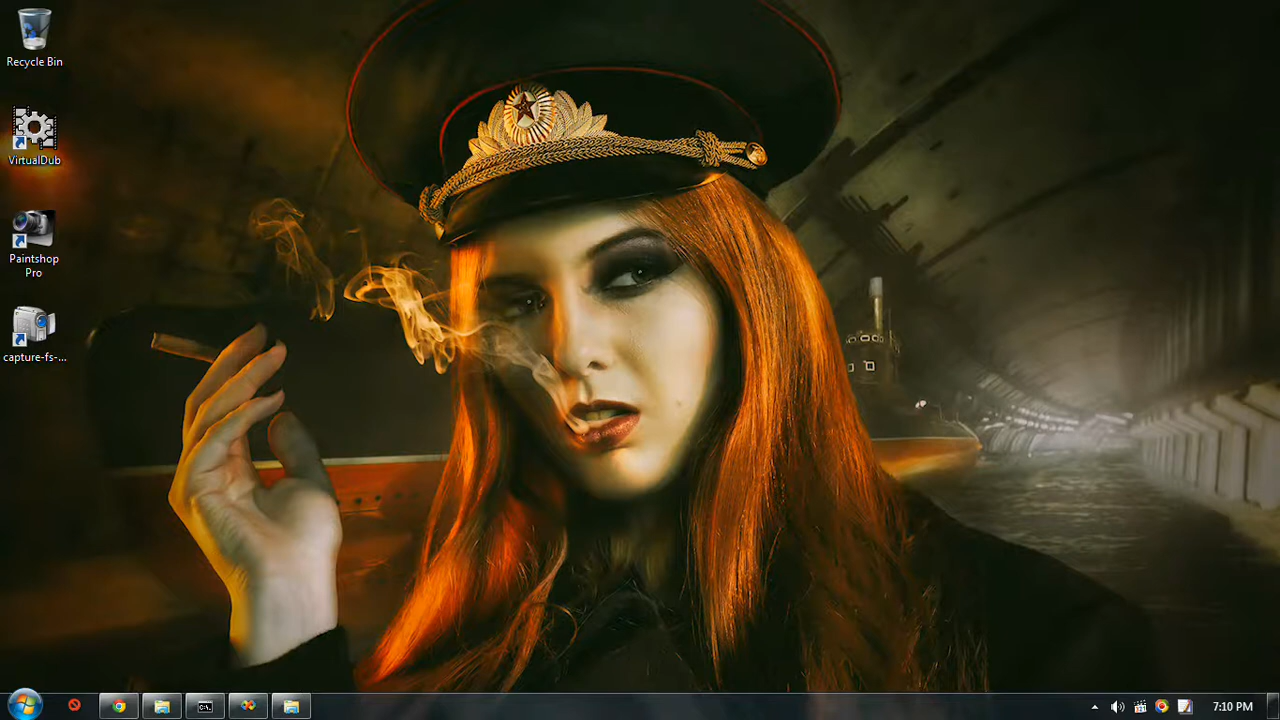 Recycle Bin
VirtualDub
Paintshop
Pro
capture-fs-...
C:\.
7:10 PM